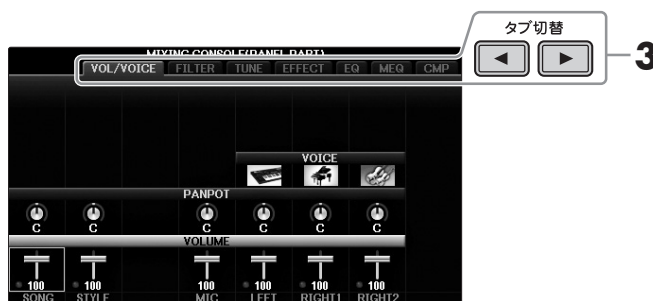 タブ切替
3
MIXING CONSOLE(PANEL PART)
VOL/VOICE FILTER TUNE EFFECT EQ MEQ CMP
VOICE
PANPOT
C C C C C C
VOLUME
100 100 100 100 100 100
SONG STYLE MIC LEFT RIGHT1 RIGHT2